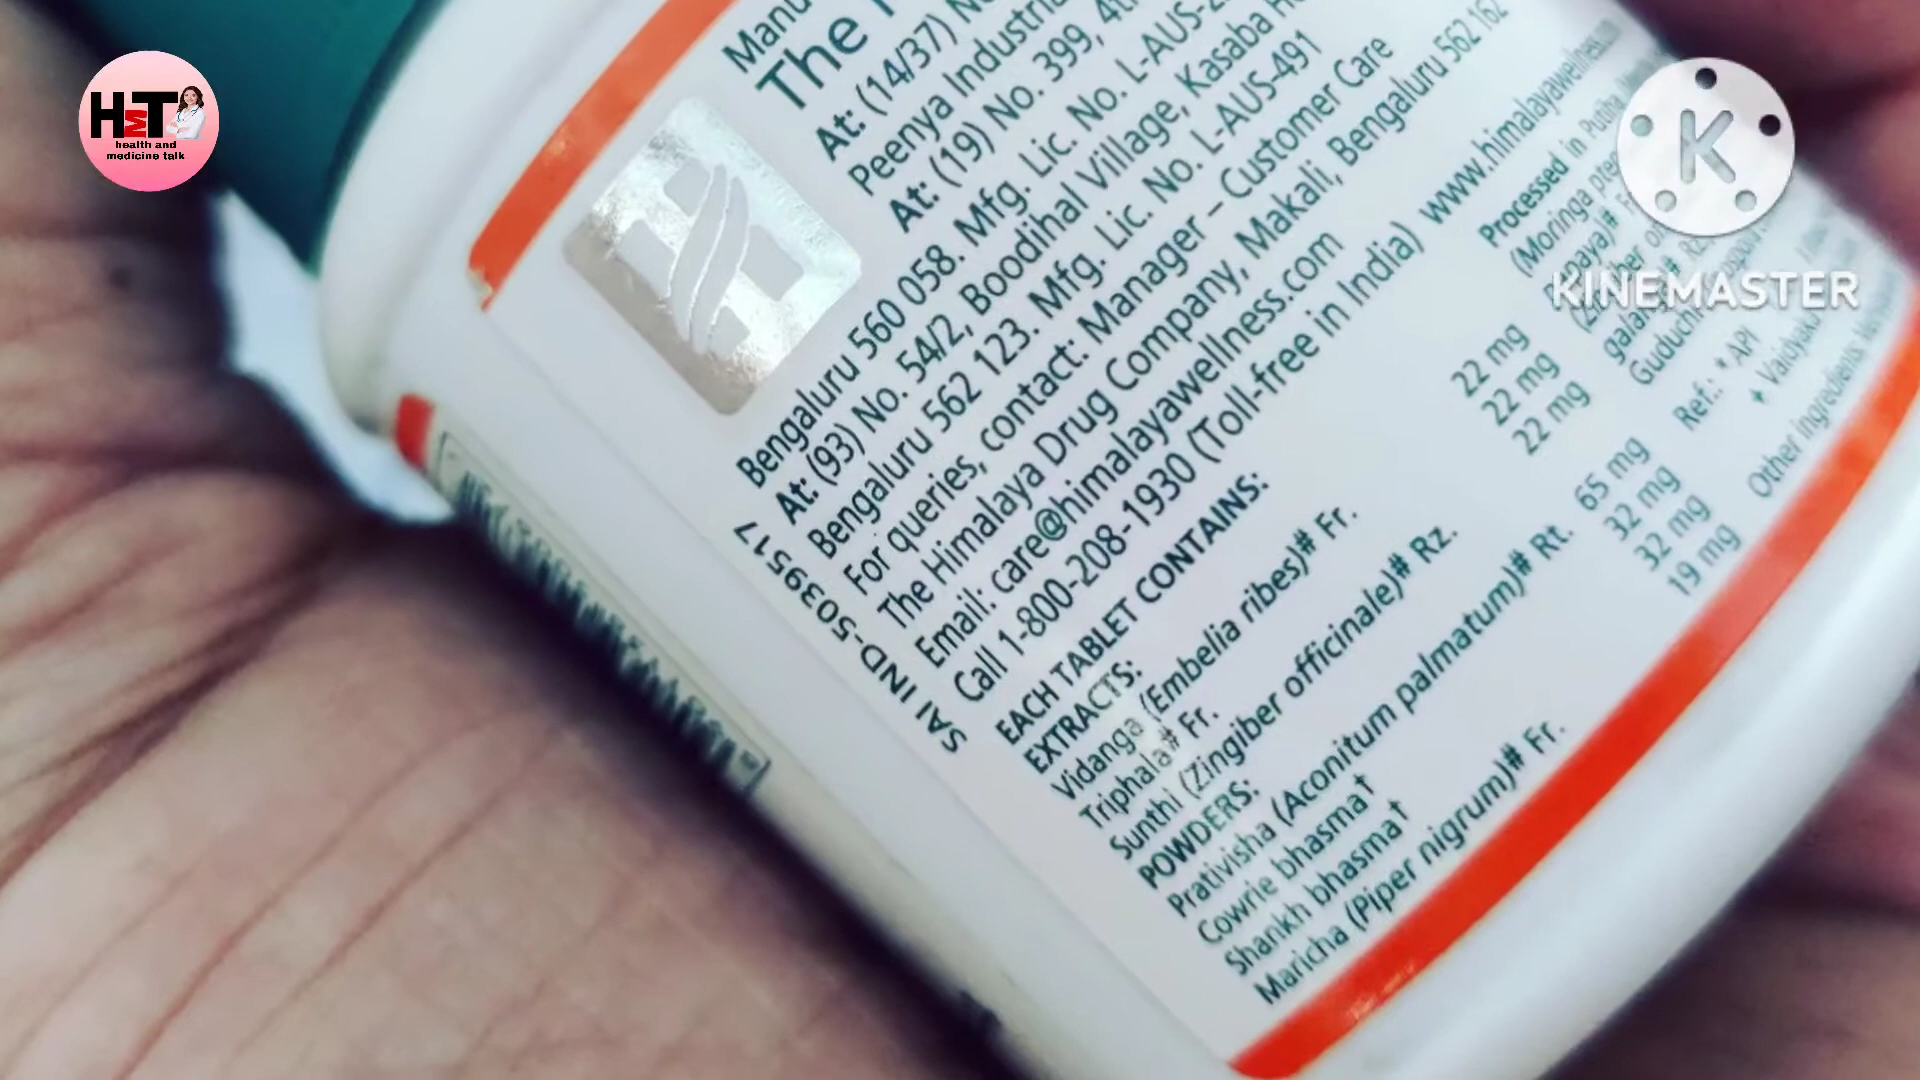 HMT
health and
medicine talk
K
KINEMASTER
Manu
The
At: (14/37)
Peenya Industria
At: (19) No. 399, 4th
Bengaluru 560 058. Mfg. Lic. No. L-AUS-2
At: (93) No. 54/2, Boodihal Village, Kasaba
Bengaluru 562 123. Mfg. Lic. No. L-AUS-491
For queries, contact: Manager – Customer Care
The Himalaya Drug Company, Makali, Bengaluru 562 162
Email: care@himalayawellness.com
Call 1-800-208-1930 (Toll-free in India) www.himalayawellness.com
SAI IND-5039517
EACH TABLET CONTAINS:
EXTRACTS:
Vidanga (Embelia ribes)# Fr. 22 mg
Triphala# Fr. 22 mg
Sunthi (Zingiber officinale)# Rz. 22 mg
POWDERS:
Prativisha (Aconitum palmatum)# Rt. 65 mg
Cowrie bhasma† 32 mg
Shankh bhasma† 32 mg
Maricha (Piper nigrum)# Fr. 19 mg
Processed in
(Moringa
Guduchi
Ref.: * API
Other ingredients: